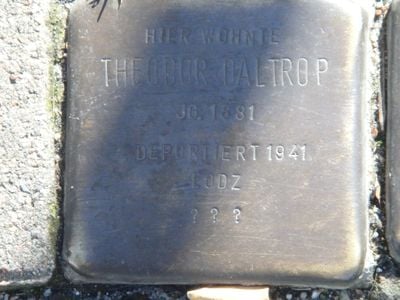 HIER WOHNTE
THEODOR DALTROP
JG. 1881
DEPORTIERT 1941
LODZ
? ? ?